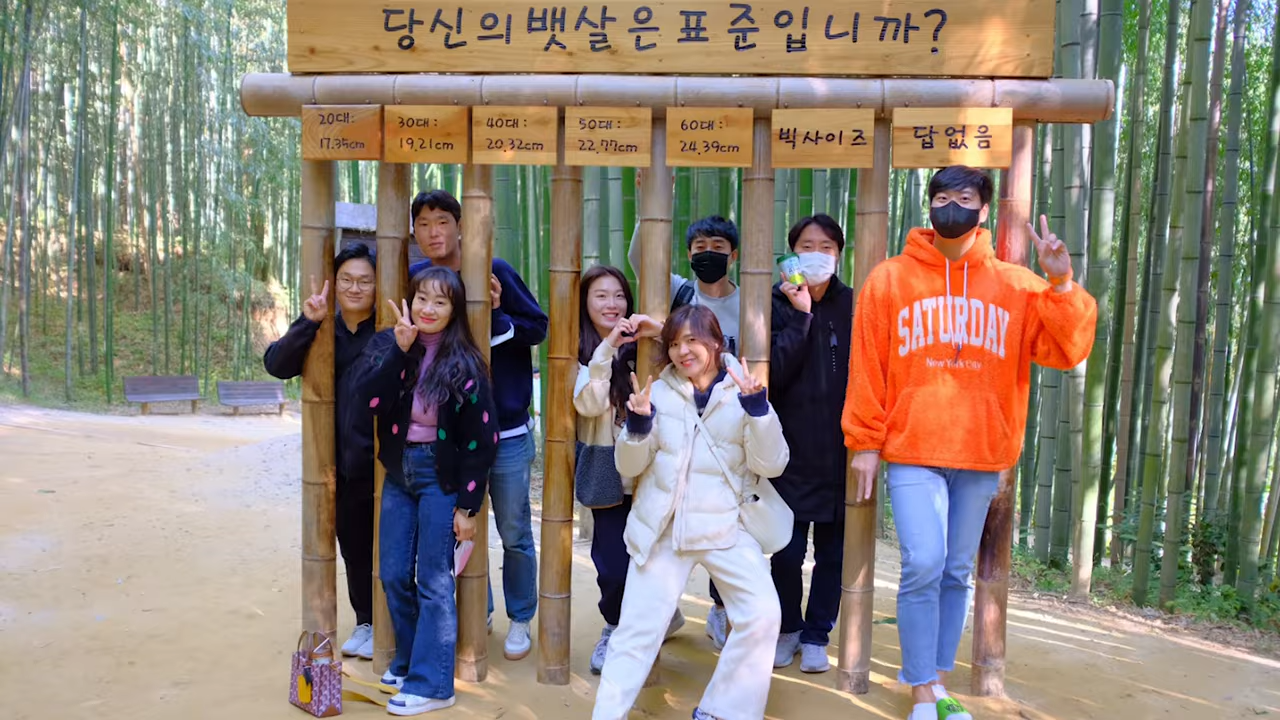 당신의 뱃살은 표준입니까?
20대:
17.35cm
30대:
19.21cm
40대:
20.32cm
50대:
22.77cm
60대:
24.39cm
빅사이즈
답없음
SATURDAY
New York City